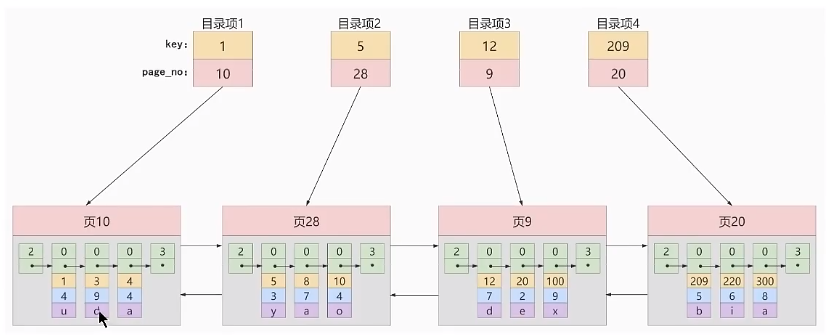 目录项1 目录项2 目录项3 目录项4
key: 1 5 12 209
page_no: 10 28 9 20
页10 页28 页9 页20
2 0 0 0 3 2 0 0 0 3 2 0 0 0 3 2 0 0 0 3
1 3 4 5 8 10 12 20 100 209 220 300
4 9 4 3 7 4 7 2 9 5 6 8
u d a y a o d e x b i a